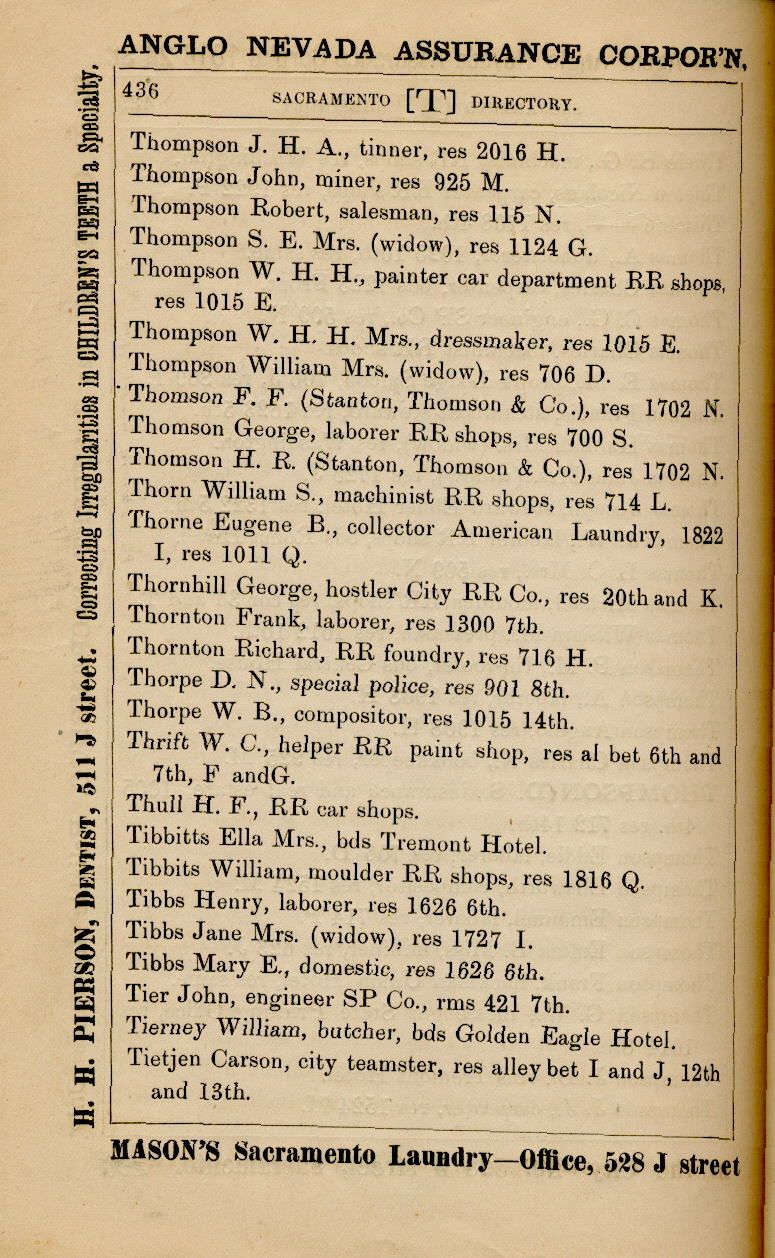 ANGLO NEVADA ASSURANCE CORPOR'N,
436
SACRAMENTO [T] DIRECTORY.
Thompson J. H. A., tinner, res 2016 H.
Thompson John, miner, res 925 M.
Thompson Robert, salesman, res 115 N.
Thompson S. E. Mrs. (widow), res 1124 G.
Thompson W. H. H., painter car department RR shops,
res 1015 E.
Thompson W. H. H. Mrs., dressmaker, res 1015 E.
Thompson William Mrs. (widow), res 706 D.
Thomson F. F. (Stanton, Thomson & Co.), res 1702 N.
Thomson George, laborer RR shops, res 700 S.
Thomson H. R. (Stanton, Thomson & Co.), res 1702 N.
Thorn William S., machinist RR shops, res 714 L.
Thorne Eugene B., collector American Laundry, 1822
I, res 1011 Q.
Thornhill George, hostler City RR Co., res 20th and K.
Thornton Frank, laborer, res 1300 7th.
Thornton Richard, RR foundry, res 716 H.
Thorpe D. N., special police, res 901 8th.
Thorpe W. B., compositor, res 1015 14th.
Thrift W. C., helper RR paint shop, res al bet 6th and
7th, F andG.
Thull H. F., RR car shops.
Tibbitts Ella Mrs., bds Tremont Hotel.
Tibbits William, moulder RR shops, res 1816 Q.
Tibbs Henry, laborer, res 1626 6th.
Tibbs Jane Mrs. (widow), res 1727 I.
Tibbs Mary E., domestic, res 1626 6th.
Tier John, engineer SP Co., rms 421 7th.
Tierney William, butcher, bds Golden Eagle Hotel.
Tietjen Carson, city teamster, res alley bet I and J, 12th
and 13th.
MASON'S Sacramento Laundry—Office, 528 J street
H. H. PIERSON, DENTIST, 511 J street. Correcting Irregularities in CHILDREN'S TEETH a Specialty.